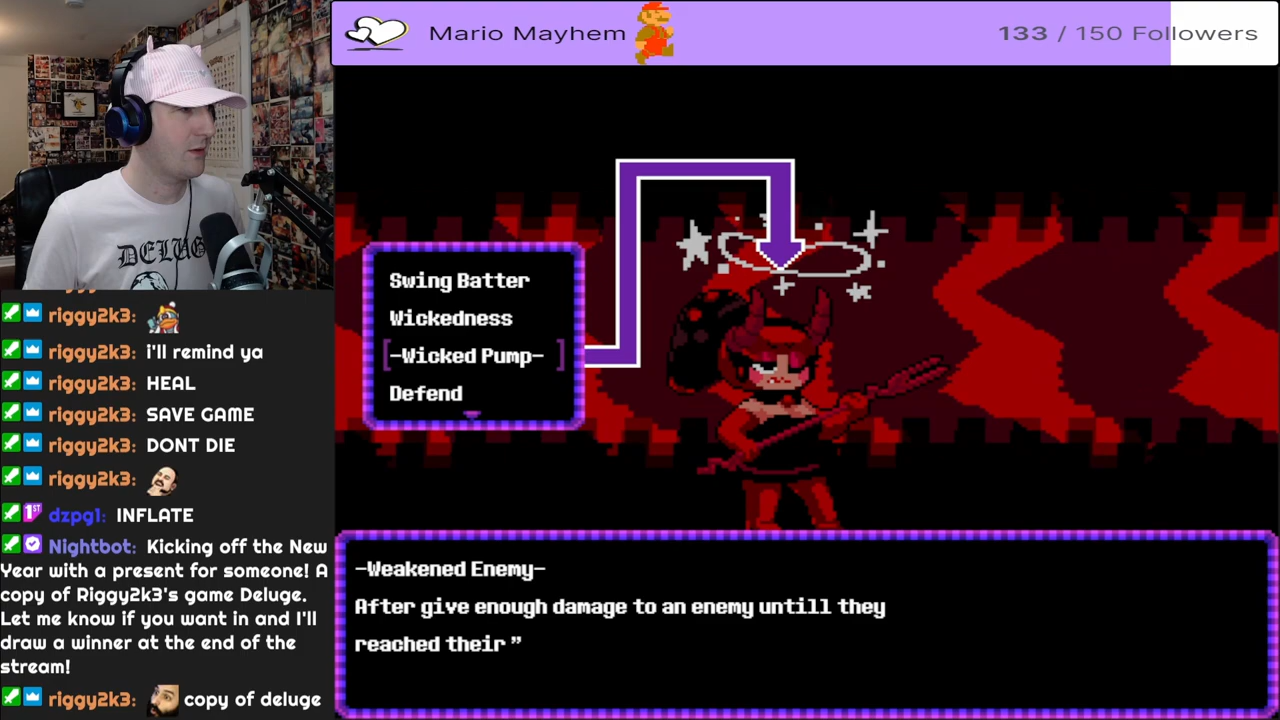 Mario Mayhem
133 / 150 Followers
DELUG
Swing Batter
Wickedness
-Wicked Pump-
Defend
-Weakened Enemy-
After give enough damage to an enemy untill they
reached their ”
riggy2k3:
riggy2k3: i'll remind ya
riggy2k3: HEAL
riggy2k3: SAVE GAME
riggy2k3: DONT DIE
riggy2k3:
1ST dzpg1: INFLATE
Nightbot: Kicking off the New
Year with a present for someone! A
copy of Riggy2k3's game Deluge.
Let me know if you want in and I'll
draw a winner at the end of the
stream!
riggy2k3: copy of deluge